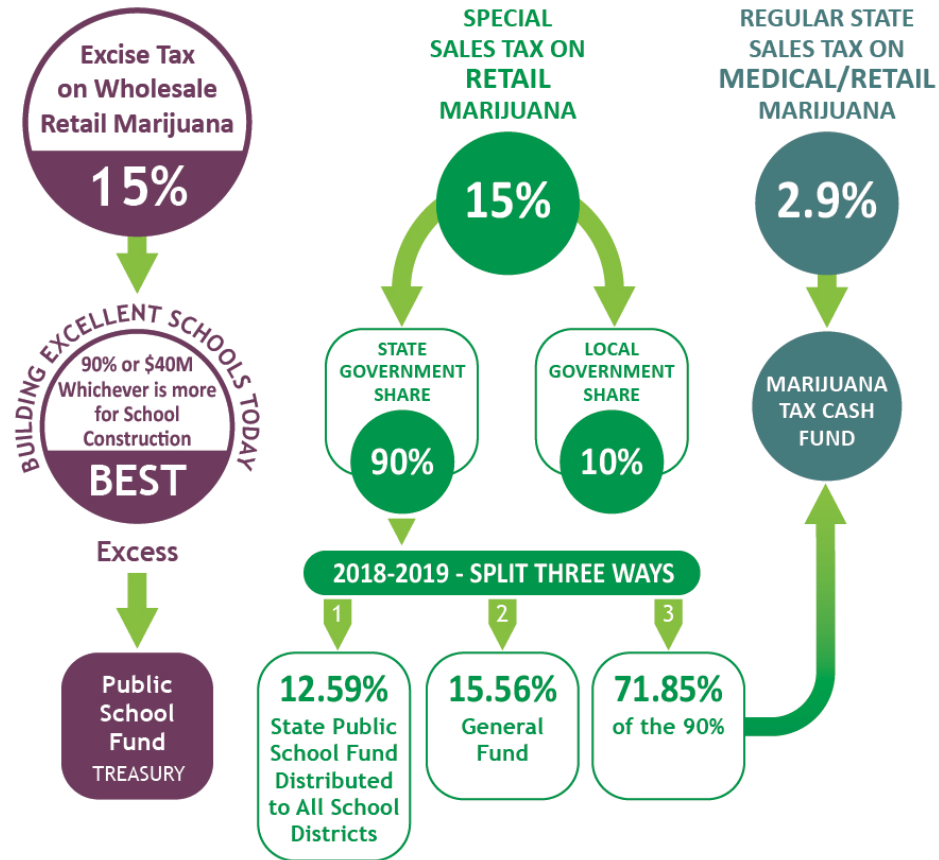 Excise Tax
on Wholesale
Retail Marijuana
15%
BUILDING EXCELLENT SCHOOLS TODAY
90% or $40M
Whichever is more
for School
Construction
BEST
Excess
Public
School
Fund
TREASURY
SPECIAL
SALES TAX ON
RETAIL
MARIJUANA
15%
STATE
GOVERNMENT
SHARE
90%
LOCAL
GOVERNMENT
SHARE
10%
2018-2019 - SPLIT THREE WAYS
1
12.59%
State Public
School Fund
Distributed
to All School
Districts
2
15.56%
General
Fund
3
71.85%
of the 90%
REGULAR STATE
SALES TAX ON
MEDICAL/RETAIL
MARIJUANA
2.9%
MARIJUANA
TAX CASH
FUND